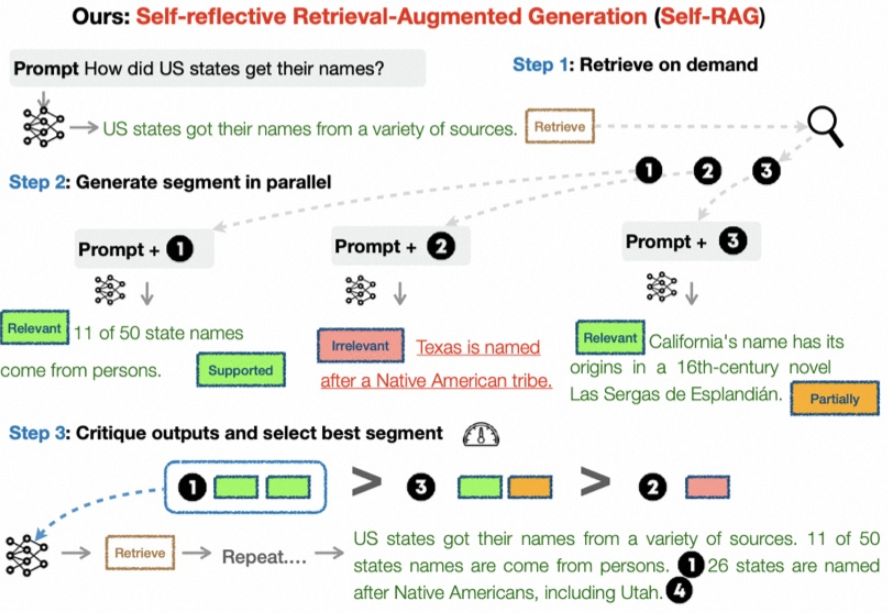 Ours: Self-reflective Retrieval-Augmented Generation (Self-RAG)
Prompt How did US states get their names?
Step 1: Retrieve on demand
US states got their names from a variety of sources. Retrieve
1 2 3
Step 2: Generate segment in parallel
Prompt + 1
Prompt + 2
Prompt + 3
Relevant 11 of 50 state names
come from persons. Supported
Irrelevant Texas is named
after a Native American tribe.
Relevant California's name has its
origins in a 16th-century novel
Las Sergas de Esplandián. Partially
Step 3: Critique outputs and select best segment
1 > 3 > 2
Retrieve
Repeat....
US states got their names from a variety of sources. 11 of 50
states names are come from persons. 1 26 states are named
after Native Americans, including Utah. 4